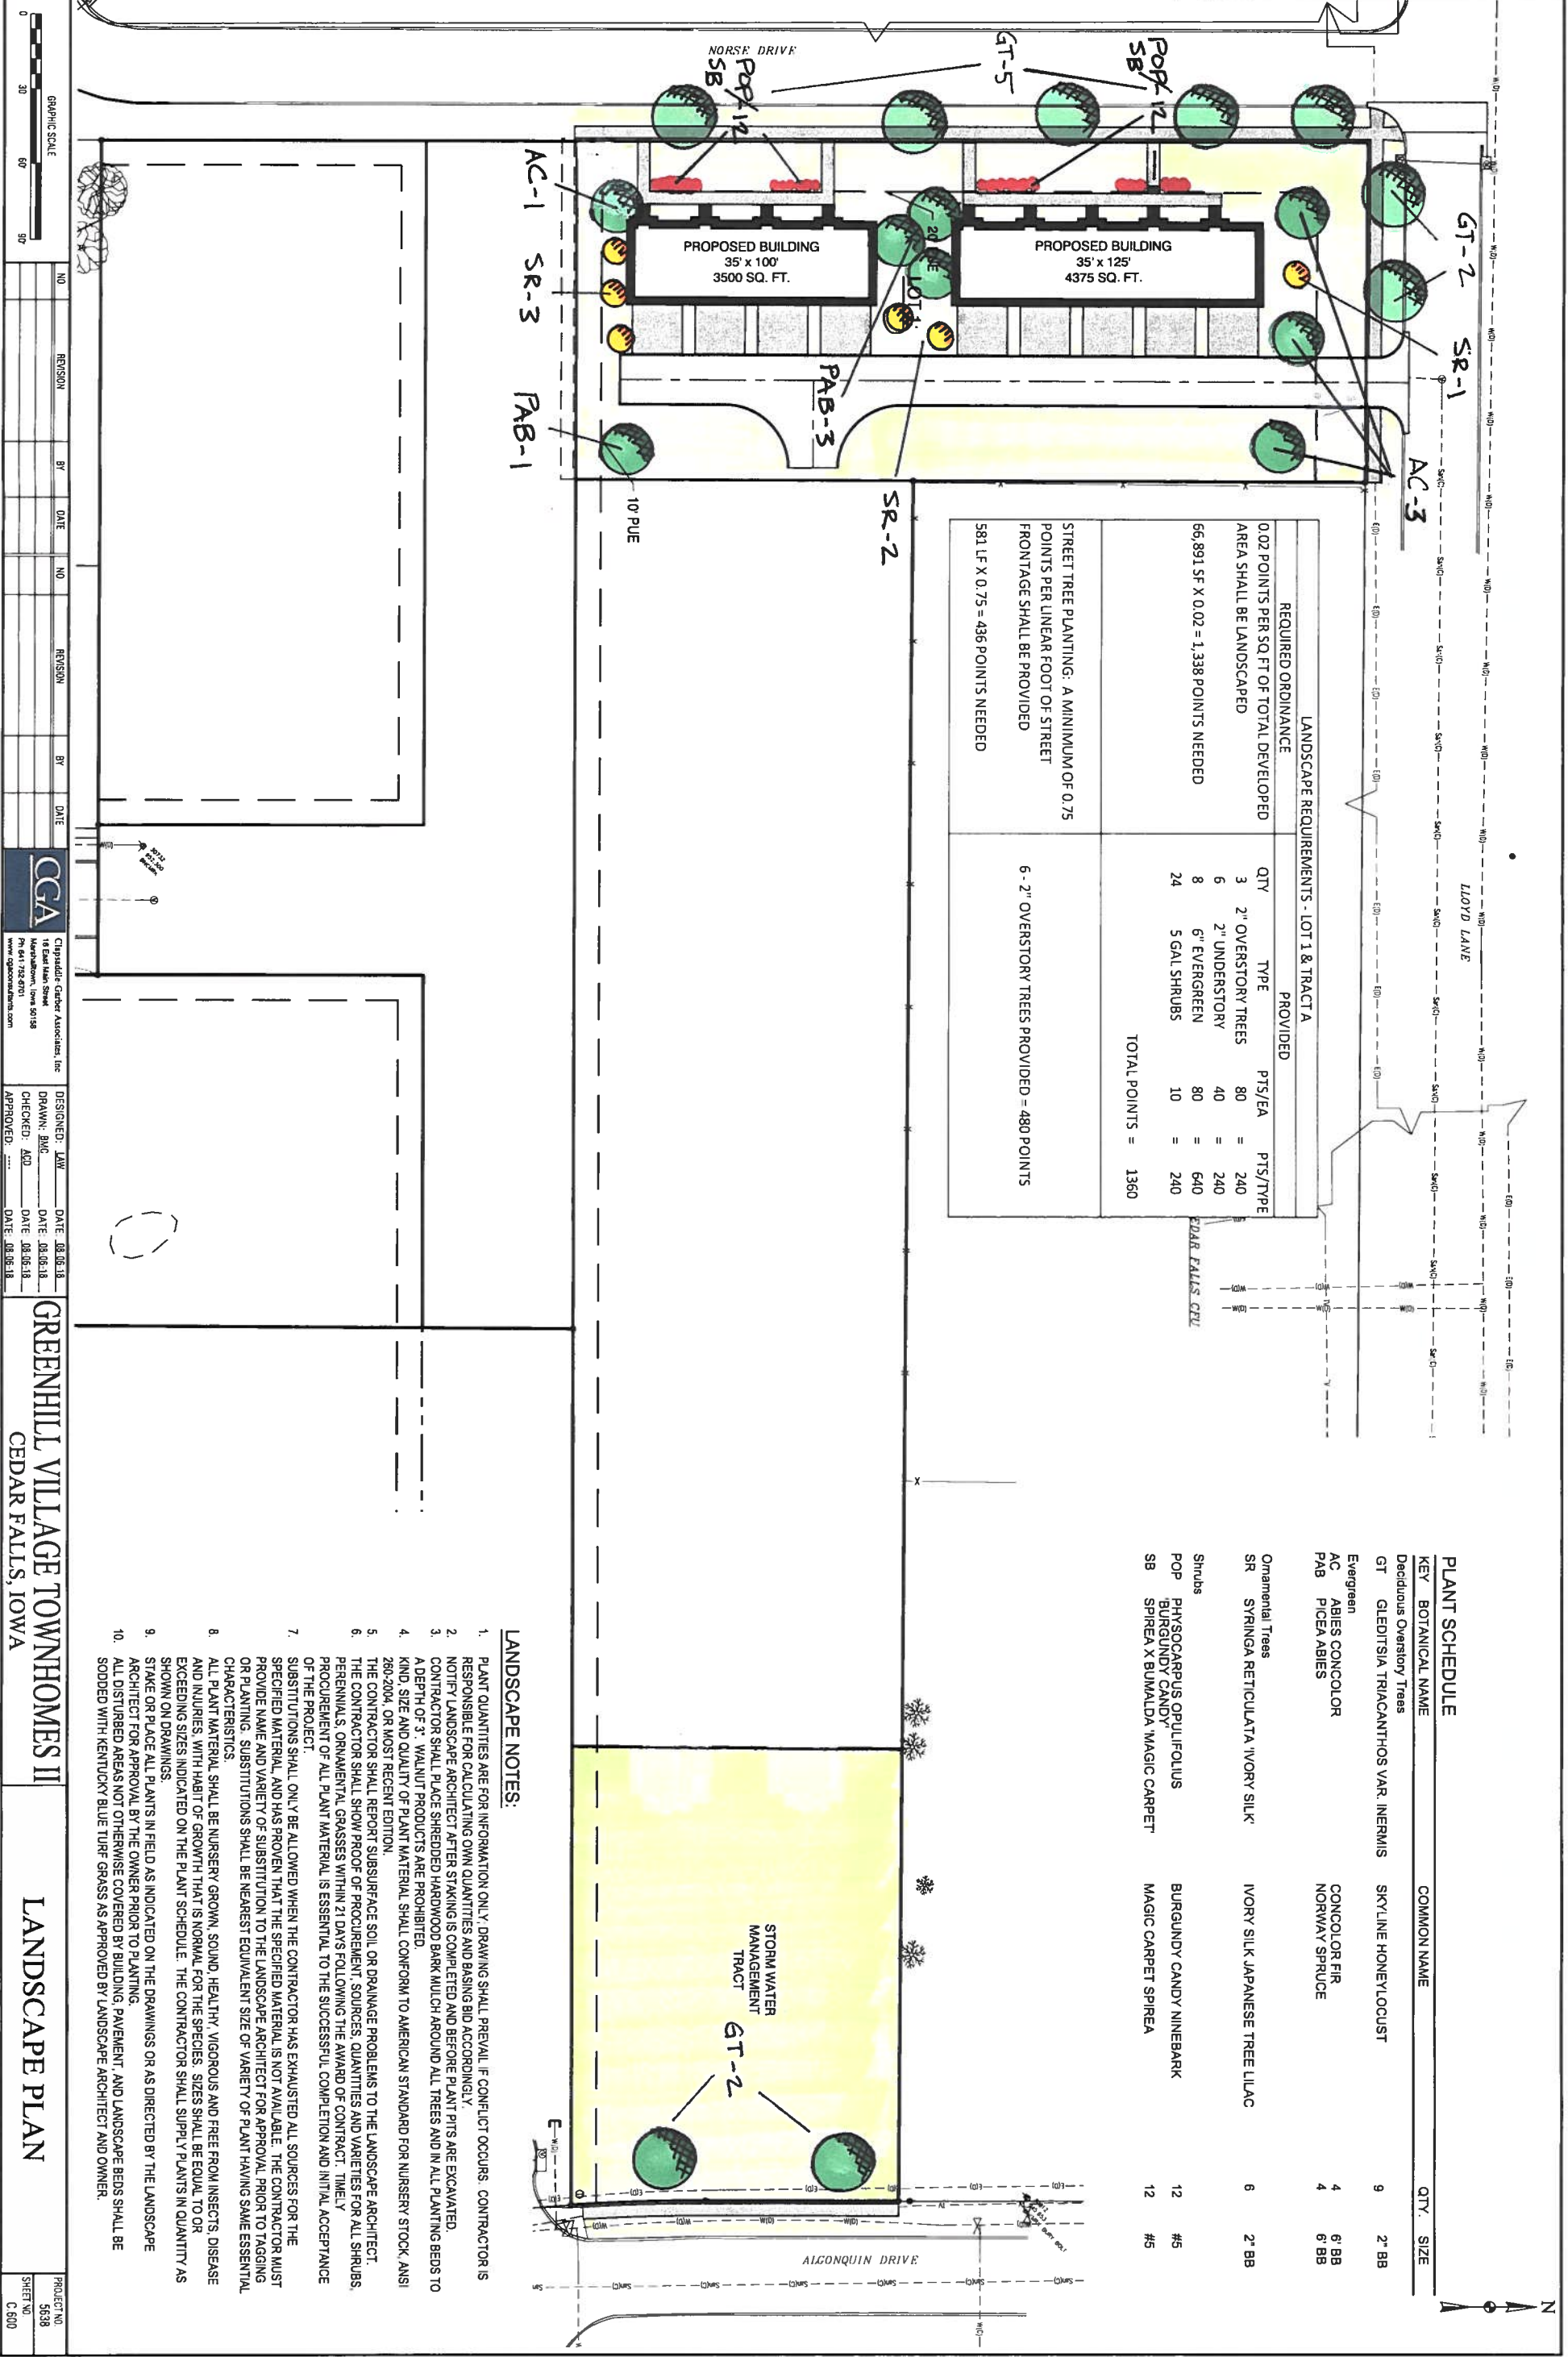 PLANT SCHEDULE
KEY BOTANICAL NAME COMMON NAME QTY. SIZE
Deciduous Overstory Trees
GT GLEDITSIA TRIACANTHOS VAR. INERMIS SKYLINE HONEYLOCUST 9 2" BB
Evergreen
AC ABIES CONCOLOR CONCOLOR FIR 4 6' BB
PAB PICEA ABIES NORWAY SPRUCE 4 6' BB
Ornamental Trees
SR SYRINGA RETICULATA 'IVORY SILK' IVORY SILK JAPANESE TREE LILAC 6 2" BB
Shrubs
POP PHYSOCARPUS OPULIFOLIUS BURGUNDY CANDY NINEBARK 12 #5
'BURGUNDY CANDY'
SB SPIREA X BUMALDA 'MAGIC CARPET' MAGIC CARPET SPIREA 12 #5
N
LLOYD LANE
NORSE DRIVE
ALGONQUIN DRIVE
EDAR FALLS CFU
LANDSCAPE REQUIREMENTS - LOT 1 & TRACT A
REQUIRED ORDINANCE PROVIDED
0.02 POINTS PER SQ FT OF TOTAL DEVELOPED
AREA SHALL BE LANDSCAPED
66,891 SF X 0.02 = 1,338 POINTS NEEDED
QTY TYPE PTS/EA PTS/TYPE
3 2" OVERSTORY TREES 80 = 240
6 2" UNDERSTORY 40 = 240
8 6" EVERGREEN 80 = 640
24 5 GAL SHRUBS 10 = 240
TOTAL POINTS = 1360
STREET TREE PLANTING: A MINIMUM OF 0.75
POINTS PER LINEAR FOOT OF STREET
FRONTAGE SHALL BE PROVIDED
581 LF X 0.75 = 436 POINTS NEEDED
6 - 2" OVERSTORY TREES PROVIDED = 480 POINTS
GT-2
SR-1
AC-3
POP/12
SB
GT-5
POP/12
SB
PROPOSED BUILDING
35' x 125'
4375 SQ. FT.
PROPOSED BUILDING
35' x 100'
3500 SQ. FT.
LOT 1
AC-1
SR-3
PAB-1
PAB-3
SR-2
10' PUE
STORM WATER
MANAGEMENT
TRACT
GT-2
E
LANDSCAPE NOTES:
1. PLANT QUANTITIES ARE FOR INFORMATION ONLY; DRAWING SHALL PREVAIL IF CONFLICT OCCURS. CONTRACTOR IS
RESPONSIBLE FOR CALCULATING OWN QUANTITIES AND BASING BID ACCORDINGLY.
2. NOTIFY LANDSCAPE ARCHITECT AFTER STAKING IS COMPLETED AND BEFORE PLANT PITS ARE EXCAVATED.
3. CONTRACTOR SHALL PLACE SHREDDED HARDWOOD BARK MULCH AROUND ALL TREES AND IN ALL PLANTING BEDS TO
A DEPTH OF 3". WALNUT PRODUCTS ARE PROHIBITED.
4. KIND, SIZE AND QUALITY OF PLANT MATERIAL SHALL CONFORM TO AMERICAN STANDARD FOR NURSERY STOCK, ANSI
260-2004, OR MOST RECENT EDITION.
5. THE CONTRACTOR SHALL REPORT SUBSURFACE SOIL OR DRAINAGE PROBLEMS TO THE LANDSCAPE ARCHITECT.
6. THE CONTRACTOR SHALL SHOW PROOF OF PROCUREMENT, SOURCES, QUANTITIES AND VARIETIES FOR ALL SHRUBS,
PERENNIALS, ORNAMENTAL GRASSES WITHIN 21 DAYS FOLLOWING THE AWARD OF CONTRACT. TIMELY
PROCUREMENT OF ALL PLANT MATERIAL IS ESSENTIAL TO THE SUCCESSFUL COMPLETION AND INITIAL ACCEPTANCE
OF THE PROJECT.
7. SUBSTITUTIONS SHALL ONLY BE ALLOWED WHEN THE CONTRACTOR HAS EXHAUSTED ALL SOURCES FOR THE
SPECIFIED MATERIAL, AND HAS PROVEN THAT THE SPECIFIED MATERIAL IS NOT AVAILABLE. THE CONTRACTOR MUST
PROVIDE NAME AND VARIETY OF SUBSTITUTION TO THE LANDSCAPE ARCHITECT FOR APPROVAL PRIOR TO TAGGING
OR PLANTING. SUBSTITUTIONS SHALL BE NEAREST EQUIVALENT SIZE OF VARIETY OF PLANT HAVING SAME ESSENTIAL
CHARACTERISTICS.
8. ALL PLANT MATERIAL SHALL BE NURSERY GROWN, SOUND, HEALTHY, VIGOROUS AND FREE FROM INSECTS, DISEASE
AND INJURIES, WITH HABIT OF GROWTH THAT IS NORMAL FOR THE SPECIES. SIZES SHALL BE EQUAL TO OR
EXCEEDING SIZES INDICATED ON THE PLANT SCHEDULE. THE CONTRACTOR SHALL SUPPLY PLANTS IN QUANTITY AS
SHOWN ON DRAWINGS.
9. STAKE OR PLACE ALL PLANTS IN FIELD AS INDICATED ON THE DRAWINGS OR AS DIRECTED BY THE LANDSCAPE
ARCHITECT FOR APPROVAL BY THE OWNER PRIOR TO PLANTING.
10. ALL DISTURBED AREAS NOT OTHERWISE COVERED BY BUILDING, PAVEMENT, AND LANDSCAPE BEDS SHALL BE
SODDED WITH KENTUCKY BLUE TURF GRASS AS APPROVED BY LANDSCAPE ARCHITECT AND OWNER.
GRAPHIC SCALE
0 30 60 90'
NO REVISION BY DATE NO REVISION BY DATE
CGA
Clapsaddle-Garber Associates, Inc
16 East Main Street
Marshalltown, Iowa 50158
Ph 641-752-6701
www.cgaconsultants.com
DESIGNED: LAW DATE: 08-06-18
DRAWN: BMC DATE: 08-06-18
CHECKED: ACD DATE: 08-06-18
APPROVED: ---- DATE: 08-06-18
GREENHILL VILLAGE TOWNHOMES II
CEDAR FALLS, IOWA
LANDSCAPE PLAN
PROJECT NO.
5638
SHEET NO.
C.600